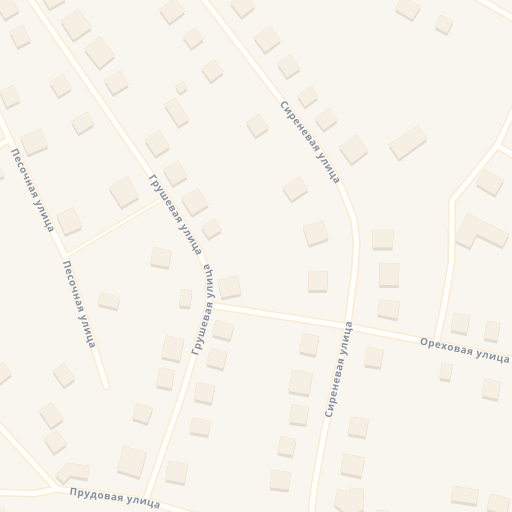 Сиреневая улица
Песочная улица
Грушевая улица
Песочная улица
Грушевая улица
Ореховая улица
Сиреневая улица
Прудовая улица